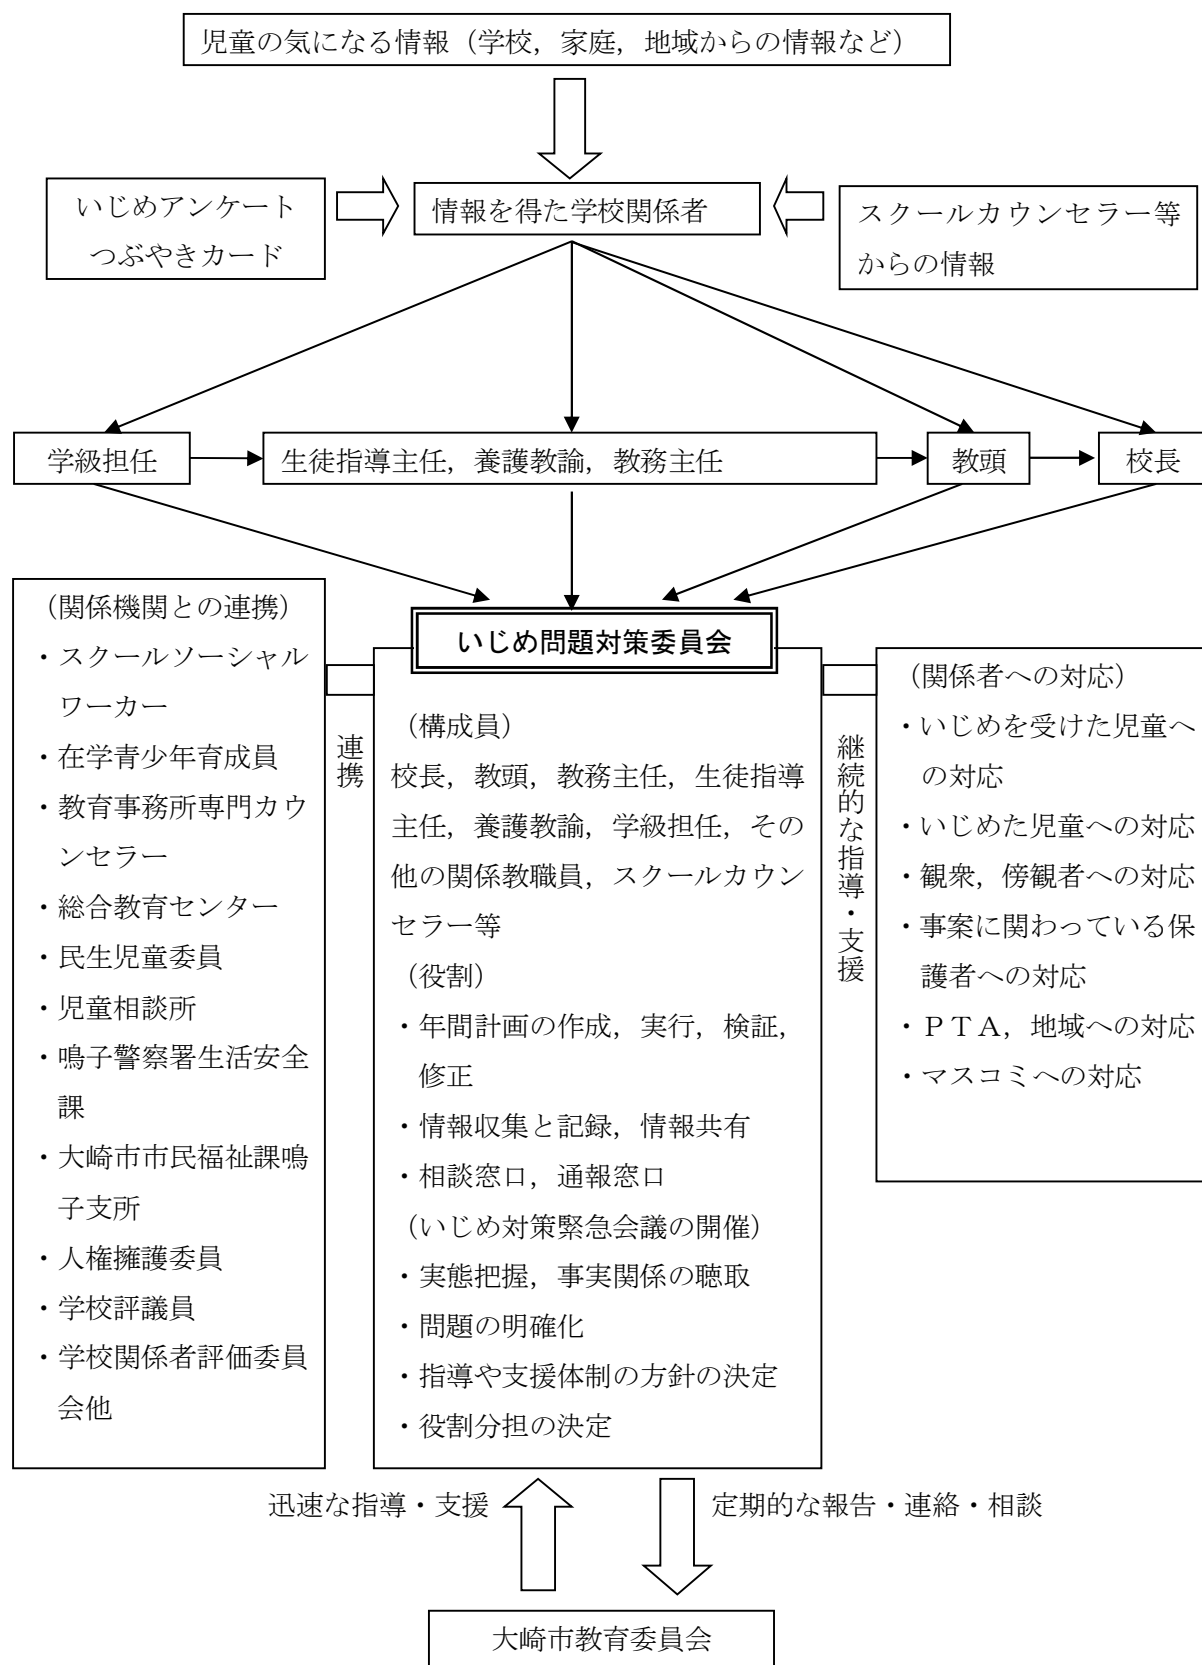 児童の気になる情報（学校，家庭，地域からの情報など）
いじめアンケート
つぶやきカード
情報を得た学校関係者
スクールカウンセラー等
からの情報
学級担任
生徒指導主任，養護教諭，教務主任
教頭
校長
（関係機関との連携）
・スクールソーシャル
ワーカー
・在学青少年育成員
・教育事務所専門カウ
ンセラー
・総合教育センター
・民生児童委員
・児童相談所
・鳴子警察署生活安全
課
・大崎市市民福祉課鳴
子支所
・人権擁護委員
・学校評議員
・学校関係者評価委員
会他
連携
いじめ問題対策委員会
（構成員）
校長，教頭，教務主任，生徒指導
主任，養護教諭，学級担任，その
他の関係教職員，スクールカウン
セラー等
（役割）
・年間計画の作成，実行，検証，
修正
・情報収集と記録，情報共有
・相談窓口，通報窓口
（いじめ対策緊急会議の開催）
・実態把握，事実関係の聴取
・問題の明確化
・指導や支援体制の方針の決定
・役割分担の決定
継続的な指導・支援
（関係者への対応）
・いじめを受けた児童へ
の対応
・いじめた児童への対応
・観衆，傍観者への対応
・事案に関わっている保
護者への対応
・ＰＴＡ，地域への対応
・マスコミへの対応
迅速な指導・支援
定期的な報告・連絡・相談
大崎市教育委員会